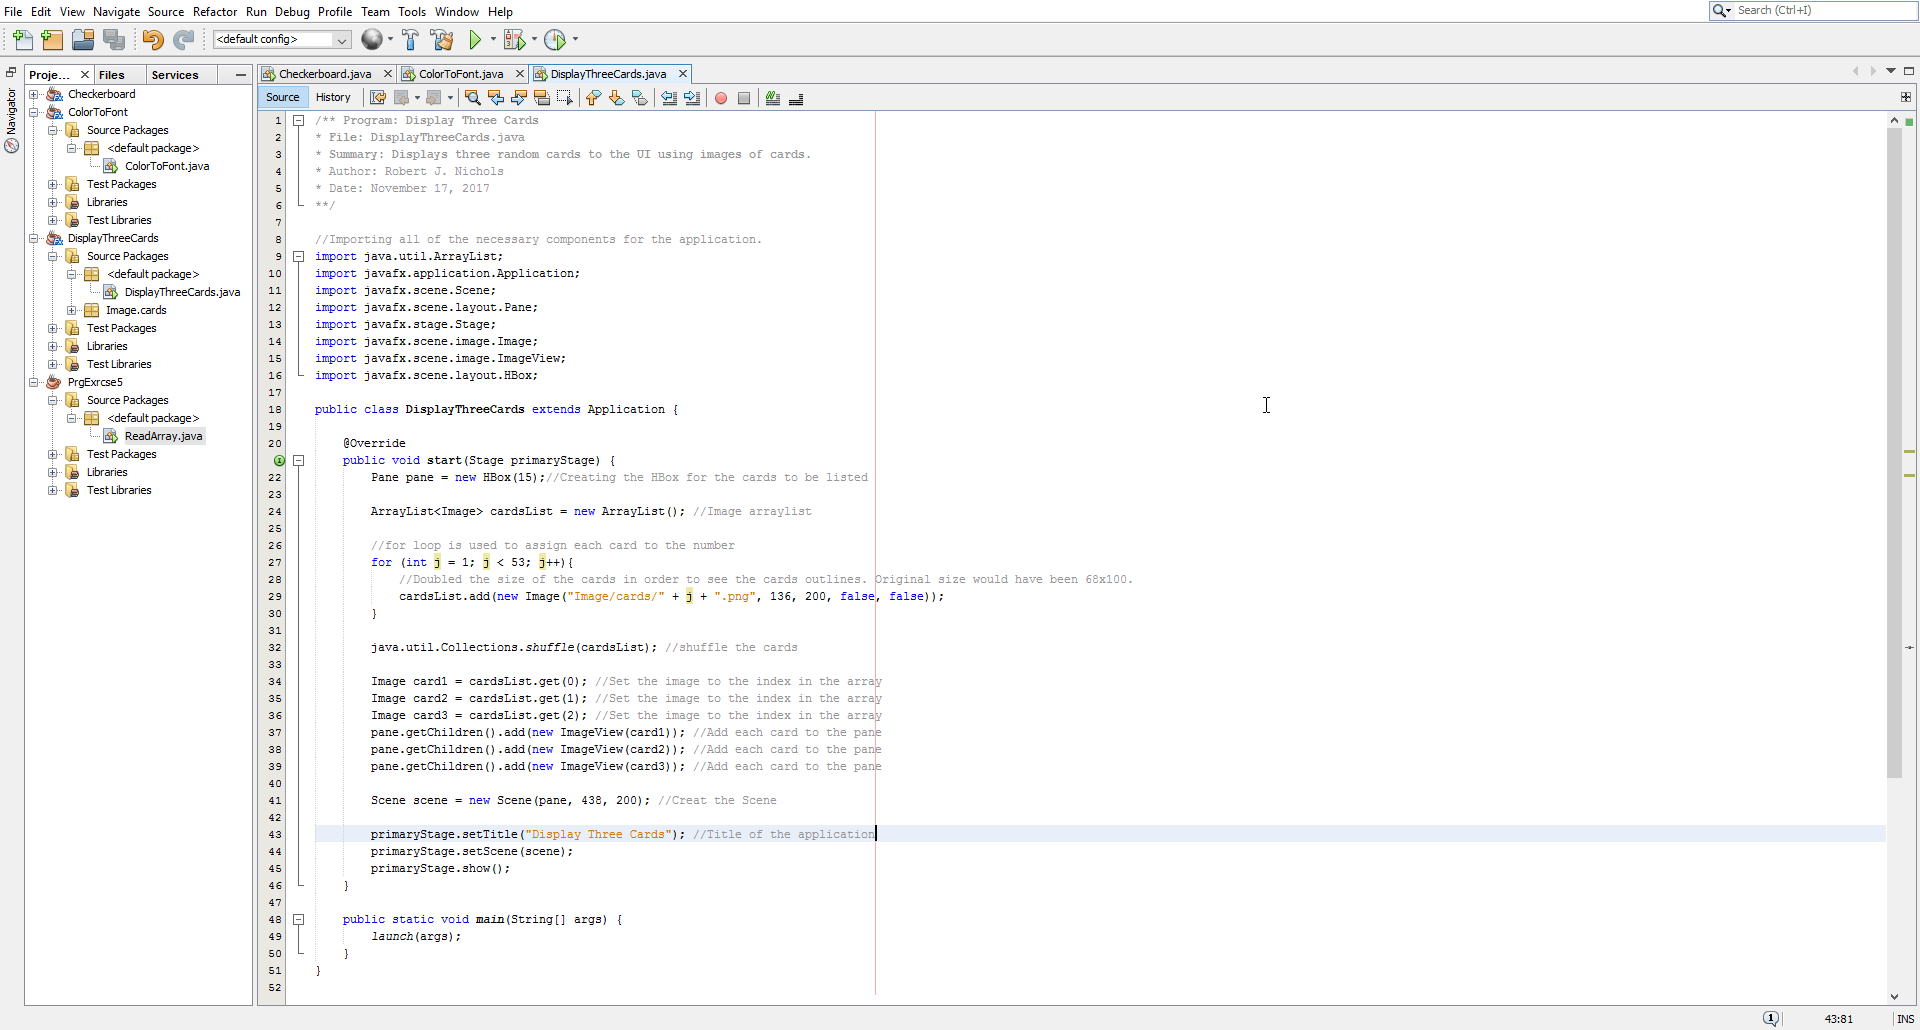 File Edit View Navigate Source Refactor Run Debug Profile Team Tools Window Help
Search (Ctrl+I)
<default config>
Proje... Files Services
Navigator
Checkerboard
ColorToFont
Source Packages
<default package>
ColorToFont.java
Test Packages
Libraries
Test Libraries
DisplayThreeCards
Source Packages
<default package>
DisplayThreeCards.java
Image.cards
Test Packages
Libraries
Test Libraries
PrgExrcse5
Source Packages
<default package>
ReadArray.java
Test Packages
Libraries
Test Libraries
Checkerboard.java ColorToFont.java DisplayThreeCards.java
Source History
1 /** Program: Display Three Cards
2 * File: DisplayThreeCards.java
3 * Summary: Displays three random cards to the UI using images of cards.
4 * Author: Robert J. Nichols
5 * Date: November 17, 2017
6 **/
7
8 //Importing all of the necessary components for the application.
9 import java.util.ArrayList;
10 import javafx.application.Application;
11 import javafx.scene.Scene;
12 import javafx.scene.layout.Pane;
13 import javafx.stage.Stage;
14 import javafx.scene.image.Image;
15 import javafx.scene.image.ImageView;
16 import javafx.scene.layout.HBox;
17
18 public class DisplayThreeCards extends Application {
19
20 @Override
public void start(Stage primaryStage) {
22 Pane pane = new HBox(15);//Creating the HBox for the cards to be listed
23
24 ArrayList<Image> cardsList = new ArrayList(); //Image arraylist
25
26 //for loop is used to assign each card to the number
27 for (int j = 1; j < 53; j++){
28 //Doubled the size of the cards in order to see the cards outlines. Original size would have been 68x100.
29 cardsList.add(new Image("Image/cards/" + j + ".png", 136, 200, false, false));
30 }
31
32 java.util.Collections.shuffle(cardsList); //shuffle the cards
33
34 Image card1 = cardsList.get(0); //Set the image to the index in the array
35 Image card2 = cardsList.get(1); //Set the image to the index in the array
36 Image card3 = cardsList.get(2); //Set the image to the index in the array
37 pane.getChildren().add(new ImageView(card1)); //Add each card to the pane
38 pane.getChildren().add(new ImageView(card2)); //Add each card to the pane
39 pane.getChildren().add(new ImageView(card3)); //Add each card to the pane
40
41 Scene scene = new Scene(pane, 438, 200); //Creat the Scene
42
43 primaryStage.setTitle("Display Three Cards"); //Title of the application
44 primaryStage.setScene(scene);
45 primaryStage.show();
46 }
47
48 public static void main(String[] args) {
49 launch(args);
50 }
51 }
52
1 43:81 INS